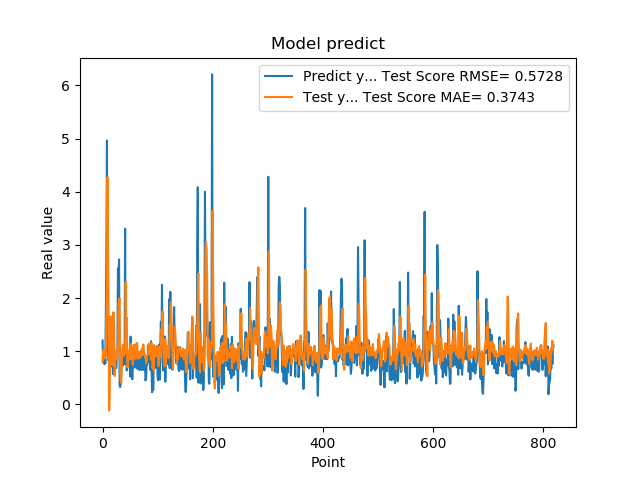 Model predict
Predict y... Test Score RMSE= 0.5728
Test y... Test Score MAE= 0.3743
6
5
4
3
2
1
0
Real value
0 200 400 600 800
Point